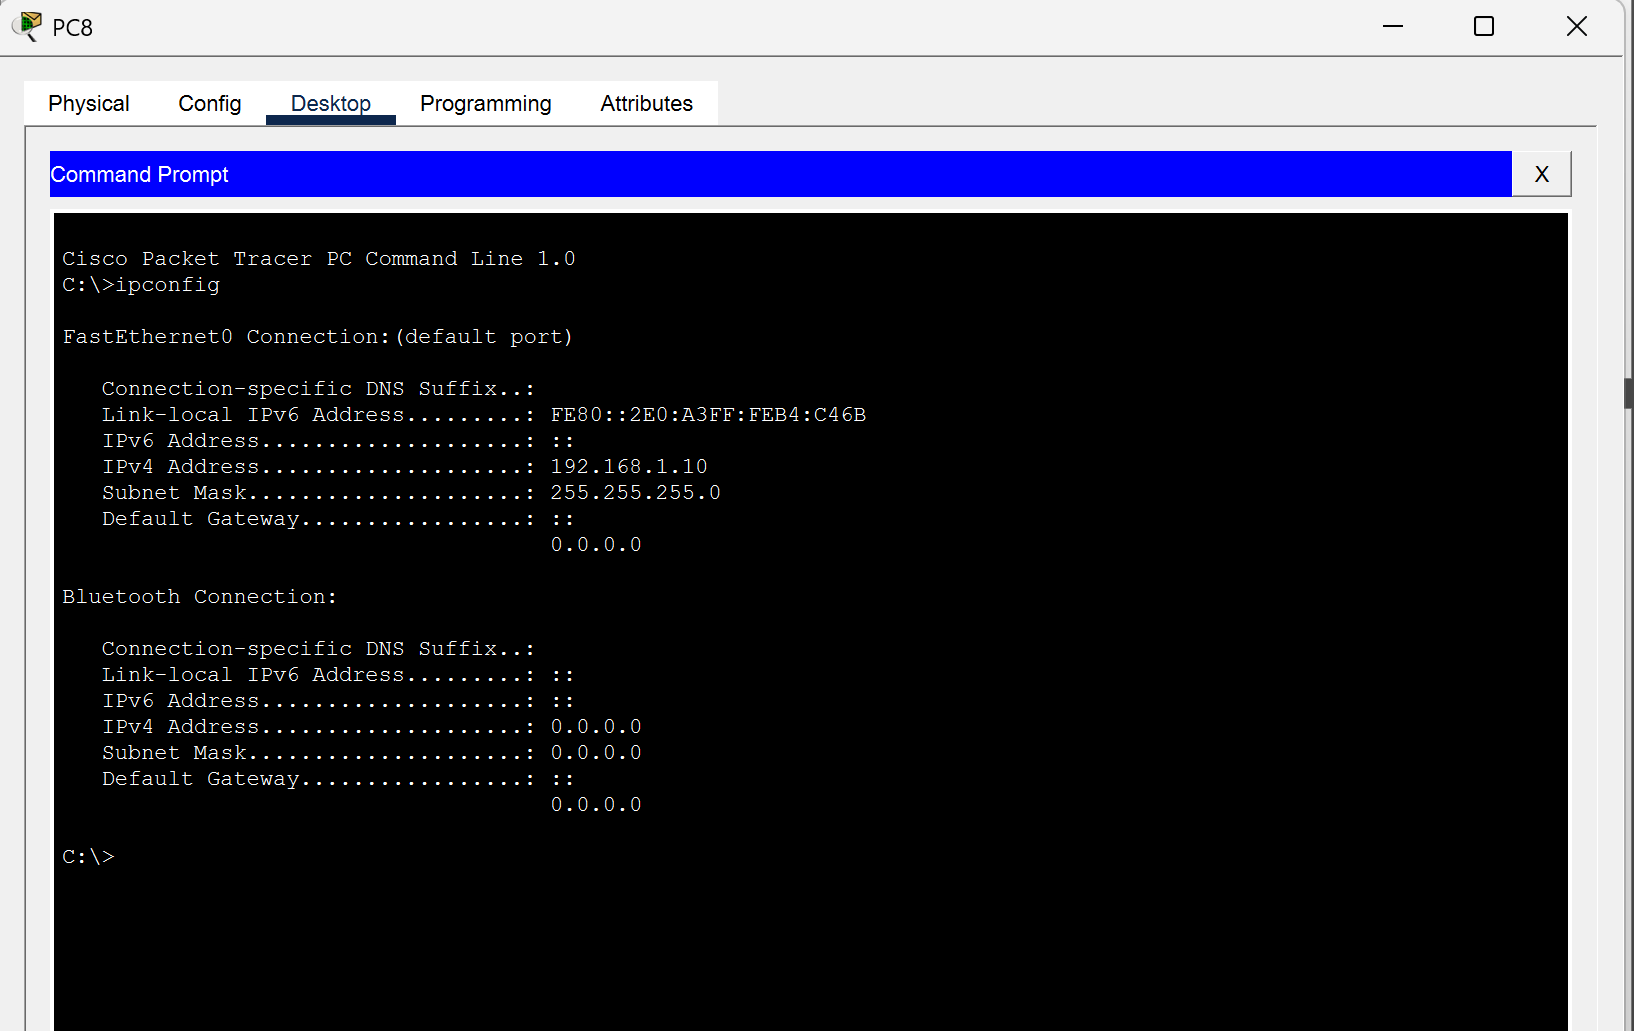 PC8
Physical Config Desktop Programming Attributes
Command Prompt X
Cisco Packet Tracer PC Command Line 1.0
C:\>ipconfig
FastEthernet0 Connection:(default port)
Connection-specific DNS Suffix..:
Link-local IPv6 Address.........: FE80::2E0:A3FF:FEB4:C46B
IPv6 Address....................: ::
IPv4 Address....................: 192.168.1.10
Subnet Mask.....................: 255.255.255.0
Default Gateway.................: ::
0.0.0.0
Bluetooth Connection:
Connection-specific DNS Suffix..:
Link-local IPv6 Address.........: ::
IPv6 Address....................: ::
IPv4 Address....................: 0.0.0.0
Subnet Mask.....................: 0.0.0.0
Default Gateway.................: ::
0.0.0.0
C:\>